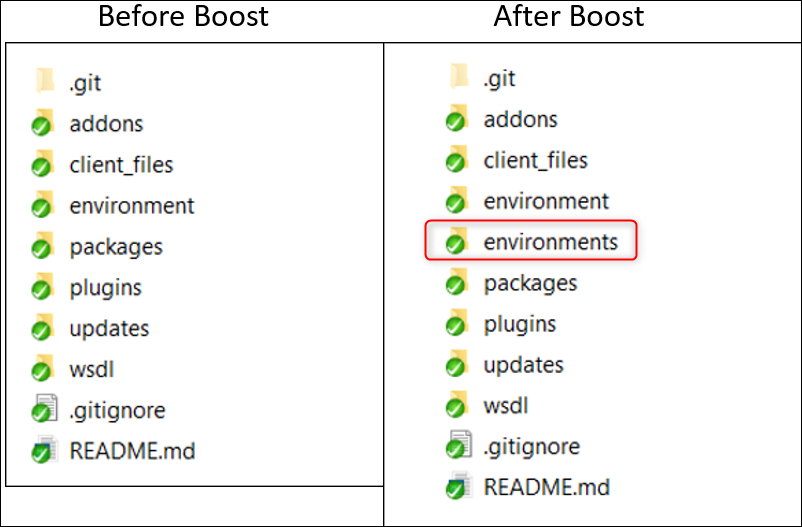 Before Boost
.git
addons
client_files
environment
packages
plugins
updates
wsdl
.gitignore
README.md
After Boost
.git
addons
client_files
environment
environments
packages
plugins
updates
wsdl
.gitignore
README.md